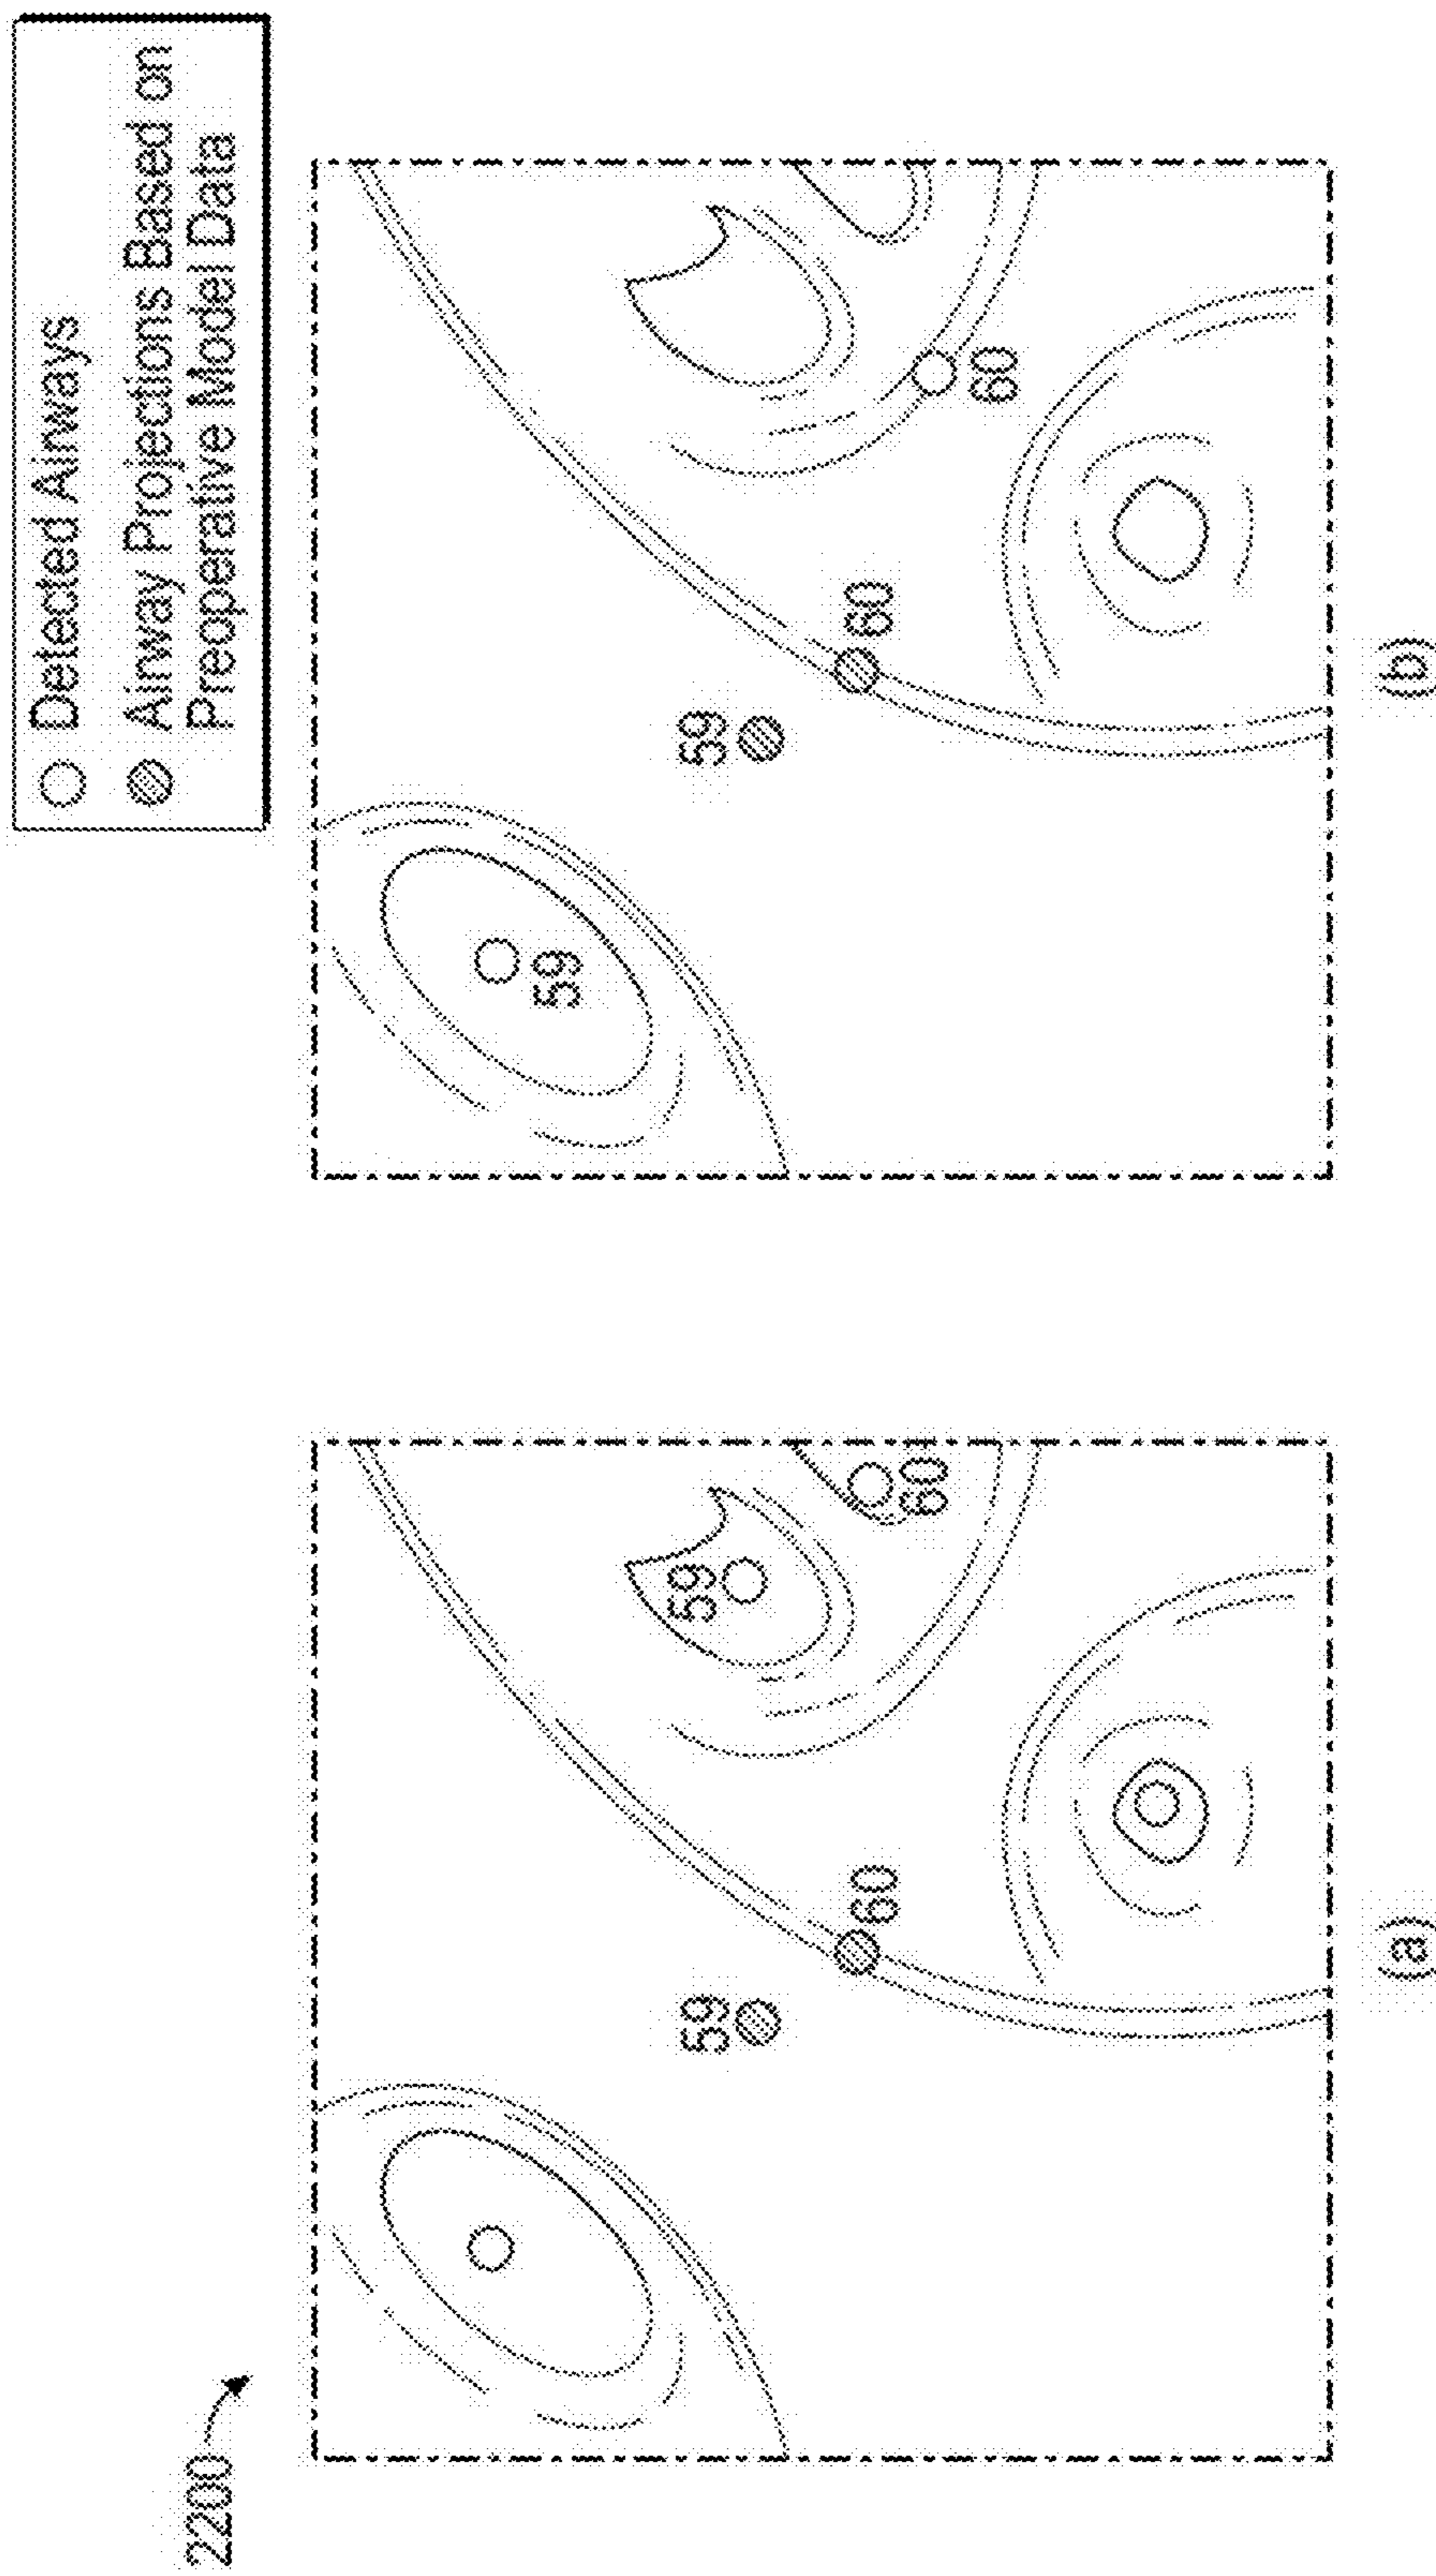 Detected Airways
Airway Projections Based on
Preoperative Model Data
2200
59
60
59
60
(a)
59
59
60
60
(b)